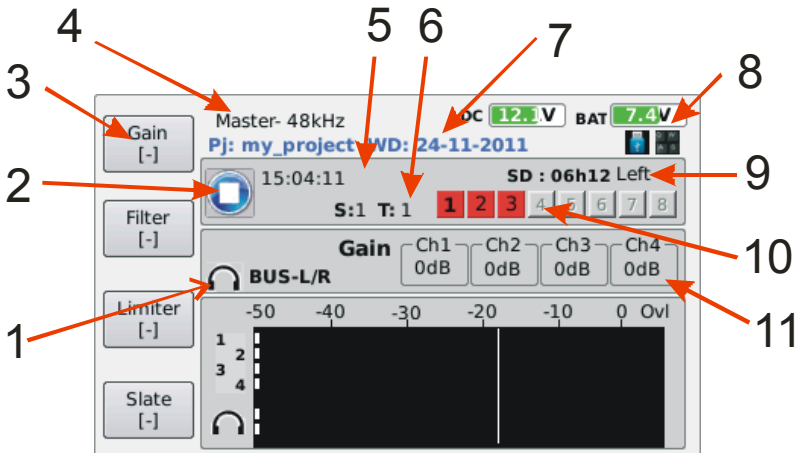 4
5
6
7
8
3
2
9
10
1
11
Gain
[-]
Filter
[-]
Limiter
[-]
Slate
[-]
Master- 48kHz
DC 12.1V BAT 7.4V
Pj: my_project WD: 24-11-2011
15:04:11
SD : 06h12 Left
S:1 T: 1
1 2 3 4 5 6 7 8
Gain
Ch1 Ch2 Ch3 Ch4
0dB 0dB 0dB 0dB
BUS-L/R
-50 -40 -30 -20 -10 0 Ovl
1
2
3
4